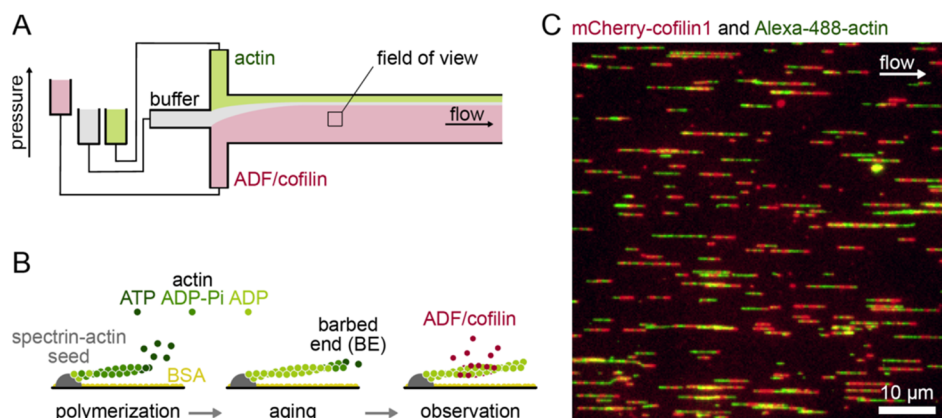 A
actin
field of view
buffer
pressure
flow
ADF/cofilin
B
actin
ATP ADP-Pi ADP
spectrin-actin
seed
BSA
barbed
end (BE)
ADF/cofilin
polymerization
aging
observation
C mCherry-cofilin1 and Alexa-488-actin
flow
10 µm